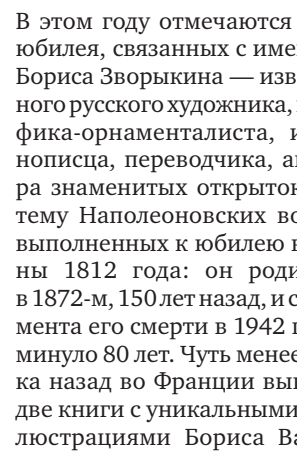 В этом году отмечаются
юбилея, связанных с име
Бориса Зворыкина — изв
ного русского художника,
фика-орнаменталиста, и
нописца, переводчика, а
ра знаменитых открыток
тему Наполеоновских во
выполненных к юбилею в
ны 1812 года: он роди
в 1872-м, 150 лет назад, и с
мента его смерти в 1942 г
минуло 80 лет. Чуть менее
ка назад во Франции вы
две книги с уникальными
люстрациями Бориса Ва